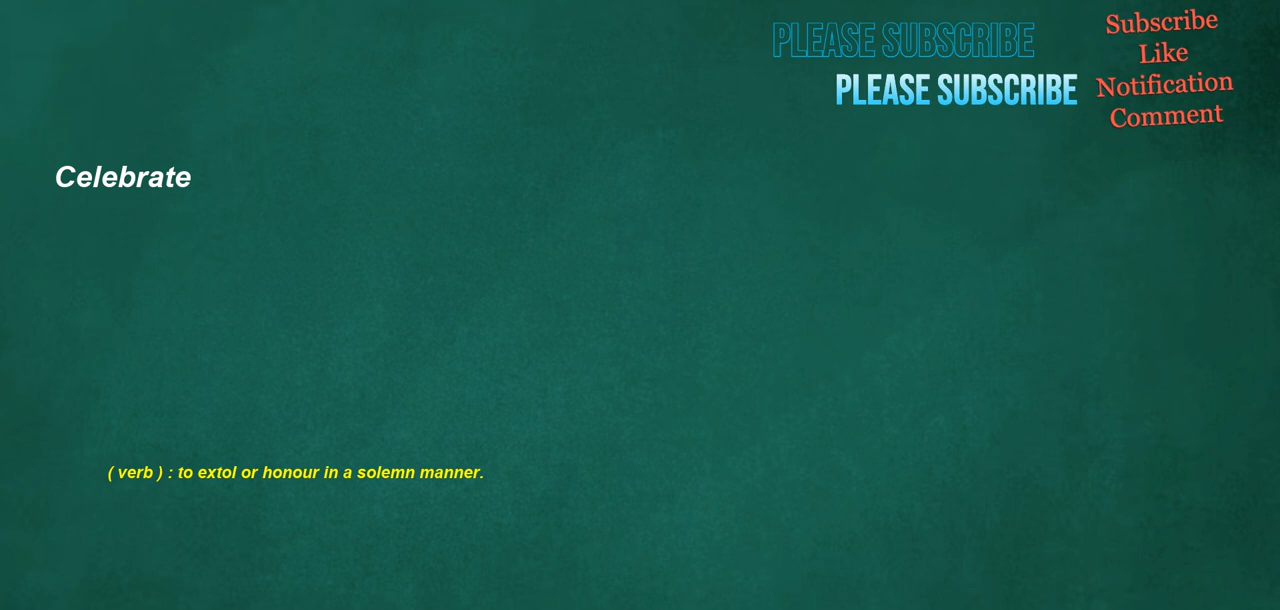 PLEASE SUBSCRIBE
PLEASE SUBSCRIBE
Subscribe
Like
Notification
Comment
Celebrate
( verb ) : to extol or honour in a solemn manner.